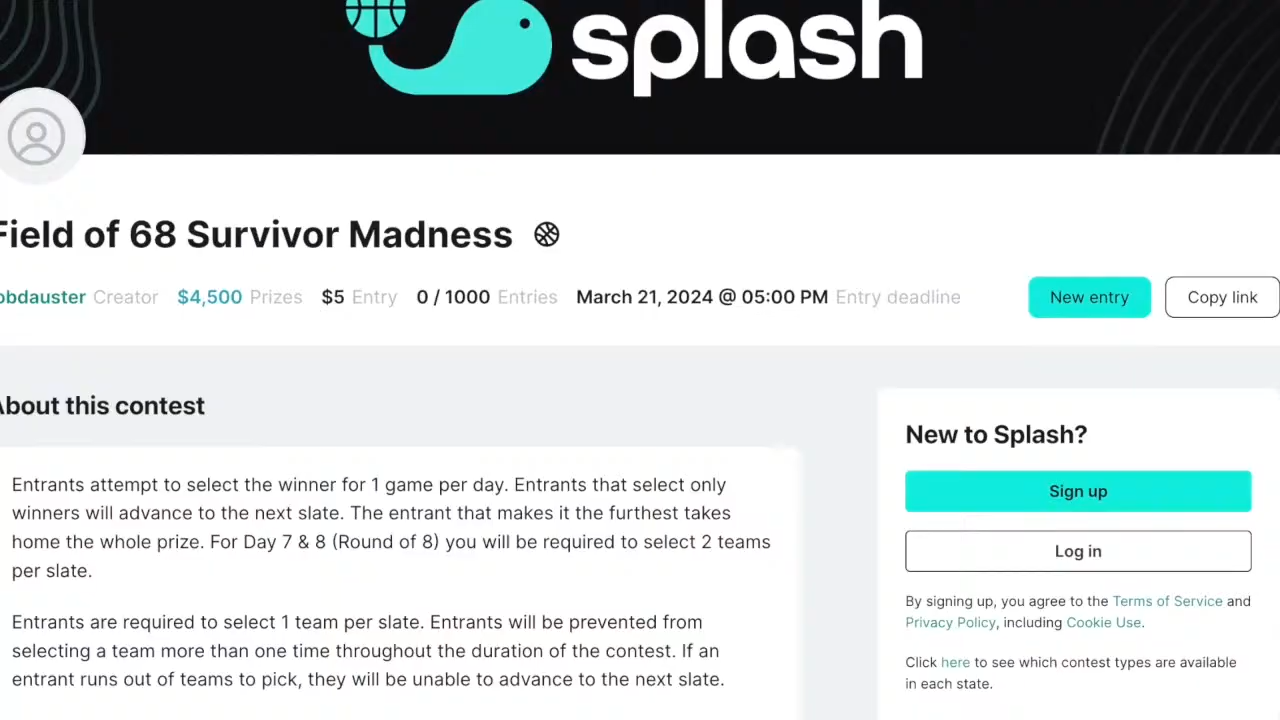 splash
Field of 68 Survivor Madness
obdauster Creator $4,500 Prizes $5 Entry 0 / 1000 Entries March 21, 2024 @ 05:00 PM Entry deadline New entry Copy link
About this contest
Entrants attempt to select the winner for 1 game per day. Entrants that select only
winners will advance to the next slate. The entrant that makes it the furthest takes
home the whole prize. For Day 7 & 8 (Round of 8) you will be required to select 2 teams
per slate.
Entrants are required to select 1 team per slate. Entrants will be prevented from
selecting a team more than one time throughout the duration of the contest. If an
entrant runs out of teams to pick, they will be unable to advance to the next slate.
New to Splash?
Sign up
Log in
By signing up, you agree to the Terms of Service and
Privacy Policy, including Cookie Use.
Click here to see which contest types are available
in each state.